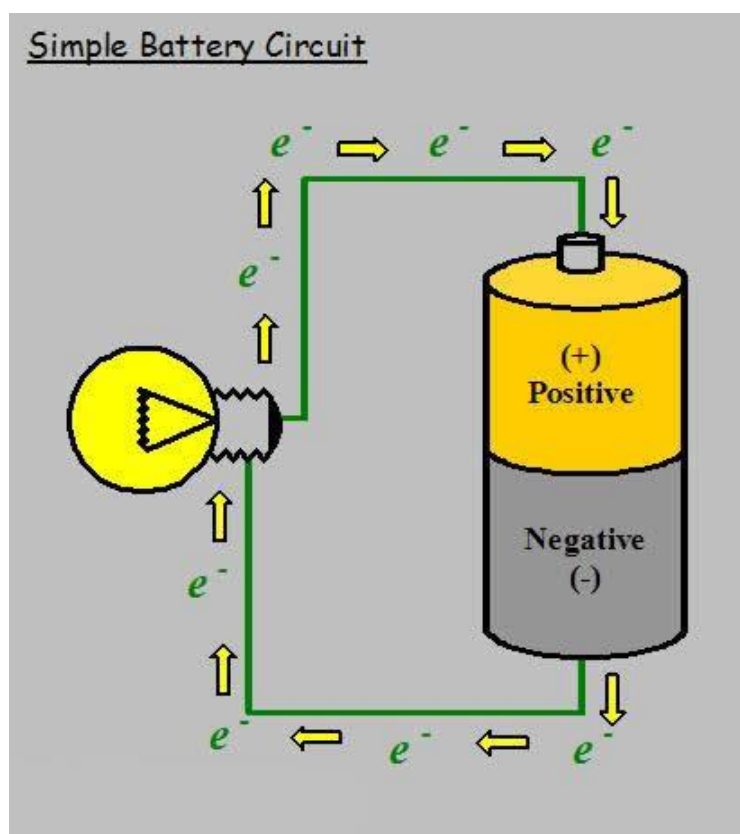 Simple Battery Circuit
e - e - e -
e -
(+)
Positive
Negative
(-)
e -
e - e - e -